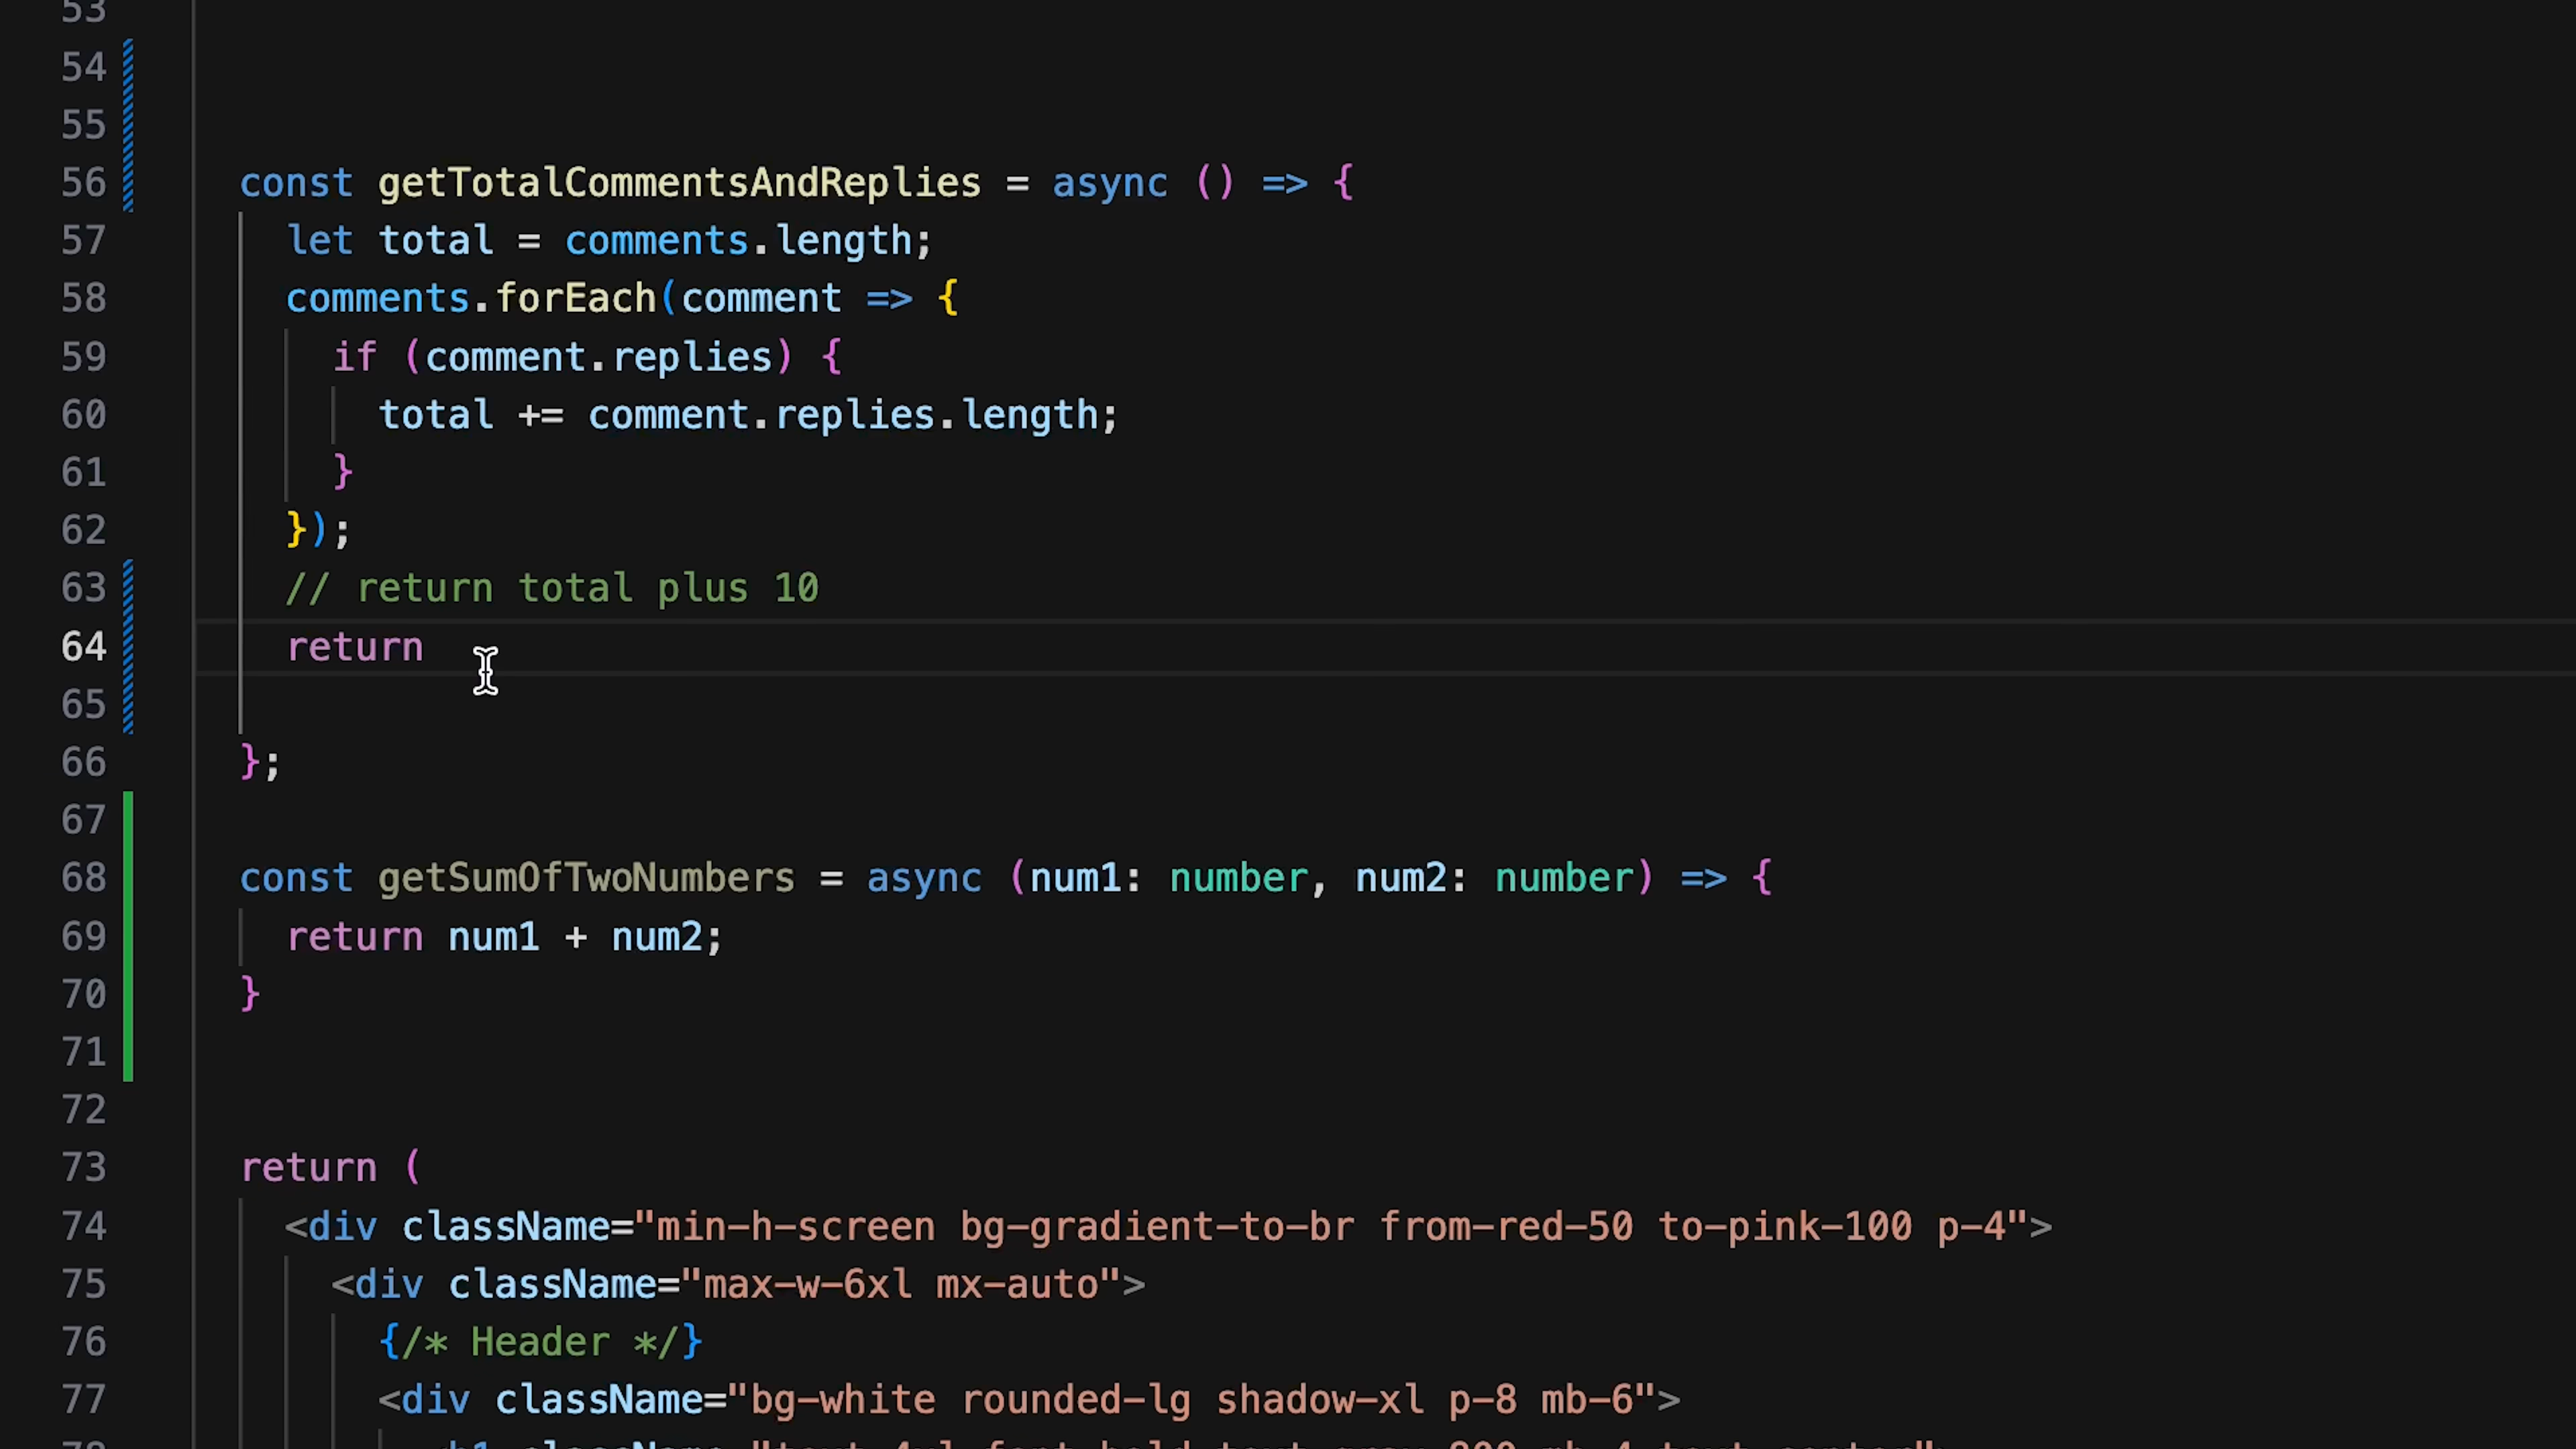 53
54
55
56 const getTotalCommentsAndReplies = async () => {
57 let total = comments.length;
58 comments.forEach(comment => {
59 if (comment.replies) {
60 total += comment.replies.length;
61 }
62 });
63 // return total plus 10
64 return
65
66 };
67
68 const getSumOfTwoNumbers = async (num1: number, num2: number) => {
69 return num1 + num2;
70 }
71
72
73 return (
74 <div className="min-h-screen bg-gradient-to-br from-red-50 to-pink-100 p-4">
75 <div className="max-w-6xl mx-auto">
76 {/* Header */}
77 <div className="bg-white rounded-lg shadow-xl p-8 mb-6">